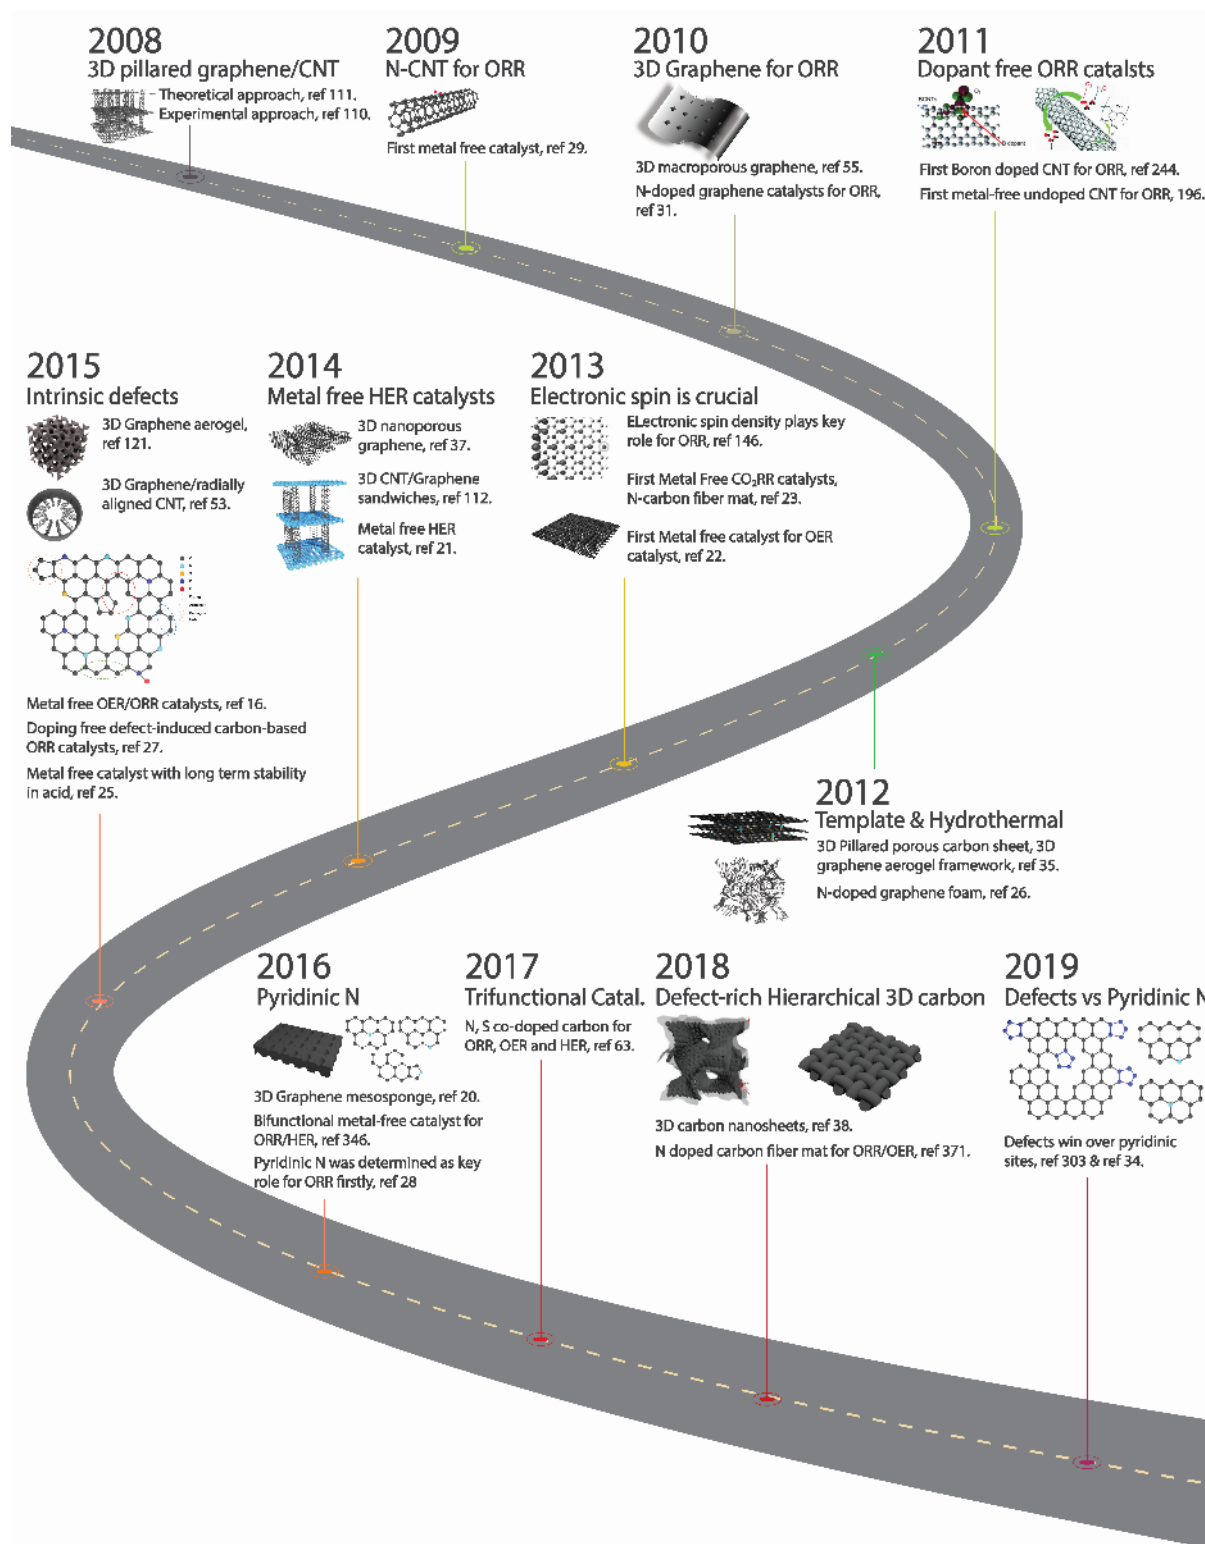 2008
3D pillared graphene/CNT
Theoretical approach, ref 111.
Experimental approach, ref 110.
2009
N-CNT for ORR
First metal free catalyst, ref 29.
2010
3D Graphene for ORR
3D macroporous graphene, ref 55.
N-doped graphene catalysts for ORR,
ref 31.
2011
Dopant free ORR catalsts
BCNTs
O₂
B dopant
First Boron doped CNT for ORR, ref 244.
First metal-free undoped CNT for ORR, 196.
2015
Intrinsic defects
3D Graphene aerogel,
ref 121.
3D Graphene/radially
aligned CNT, ref 53.
Metal free OER/ORR catalysts, ref 16.
Doping free defect-induced carbon-based
ORR catalysts, ref 27.
Metal free catalyst with long term stability
in acid, ref 25.
2014
Metal free HER catalysts
3D nanoporous
graphene, ref 37.
3D CNT/Graphene
sandwiches, ref 112.
Metal free HER
catalyst, ref 21.
2013
Electronic spin is crucial
ELectronic spin density plays key
role for ORR, ref 146.
First Metal Free CO₂RR catalysts,
N-carbon fiber mat, ref 23.
First Metal free catalyst for OER
catalyst, ref 22.
2012
Template & Hydrothermal
3D Pillared porous carbon sheet, 3D
graphene aerogel framework, ref 35.
N-doped graphene foam, ref 26.
2016
Pyridinic N
3D Graphene mesosponge, ref 20.
Bifunctional metal-free catalyst for
ORR/HER, ref 346.
Pyridinic N was determined as key
role for ORR firstly, ref 28
2017
Trifunctional Catal.
N, S co-doped carbon for
ORR, OER and HER, ref 63.
2018
Defect-rich Hierarchical 3D carbon
3D carbon nanosheets, ref 38.
N doped carbon fiber mat for ORR/OER, ref 371.
2019
Defects vs Pyridinic N
Defects win over pyridinic
sites, ref 303 & ref 34.